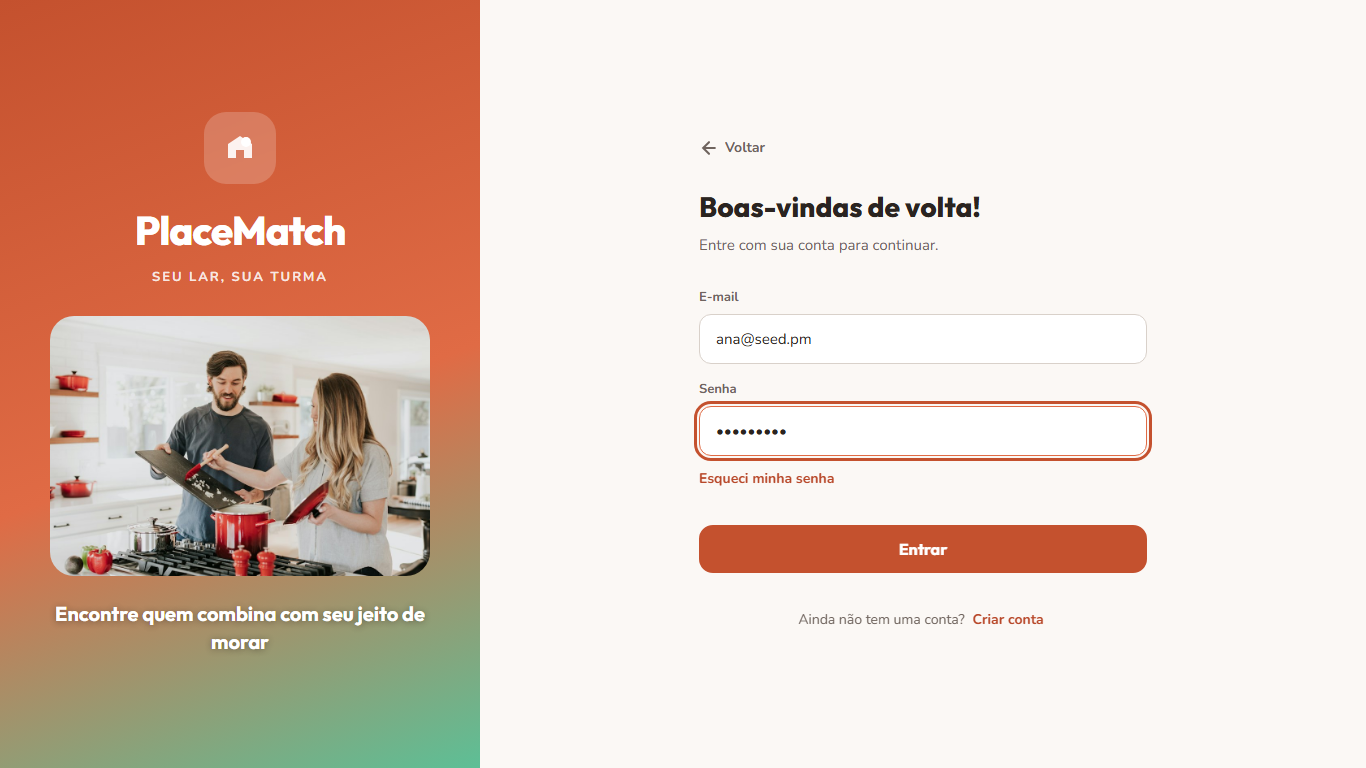 PlaceMatch
SEU LAR, SUA TURMA
Encontre quem combina com seu jeito de
morar
Voltar
Boas-vindas de volta!
Entre com sua conta para continuar.
E-mail
ana@seed.pm
Senha
•••••••••
Esqueci minha senha
Entrar
Ainda não tem uma conta? Criar conta